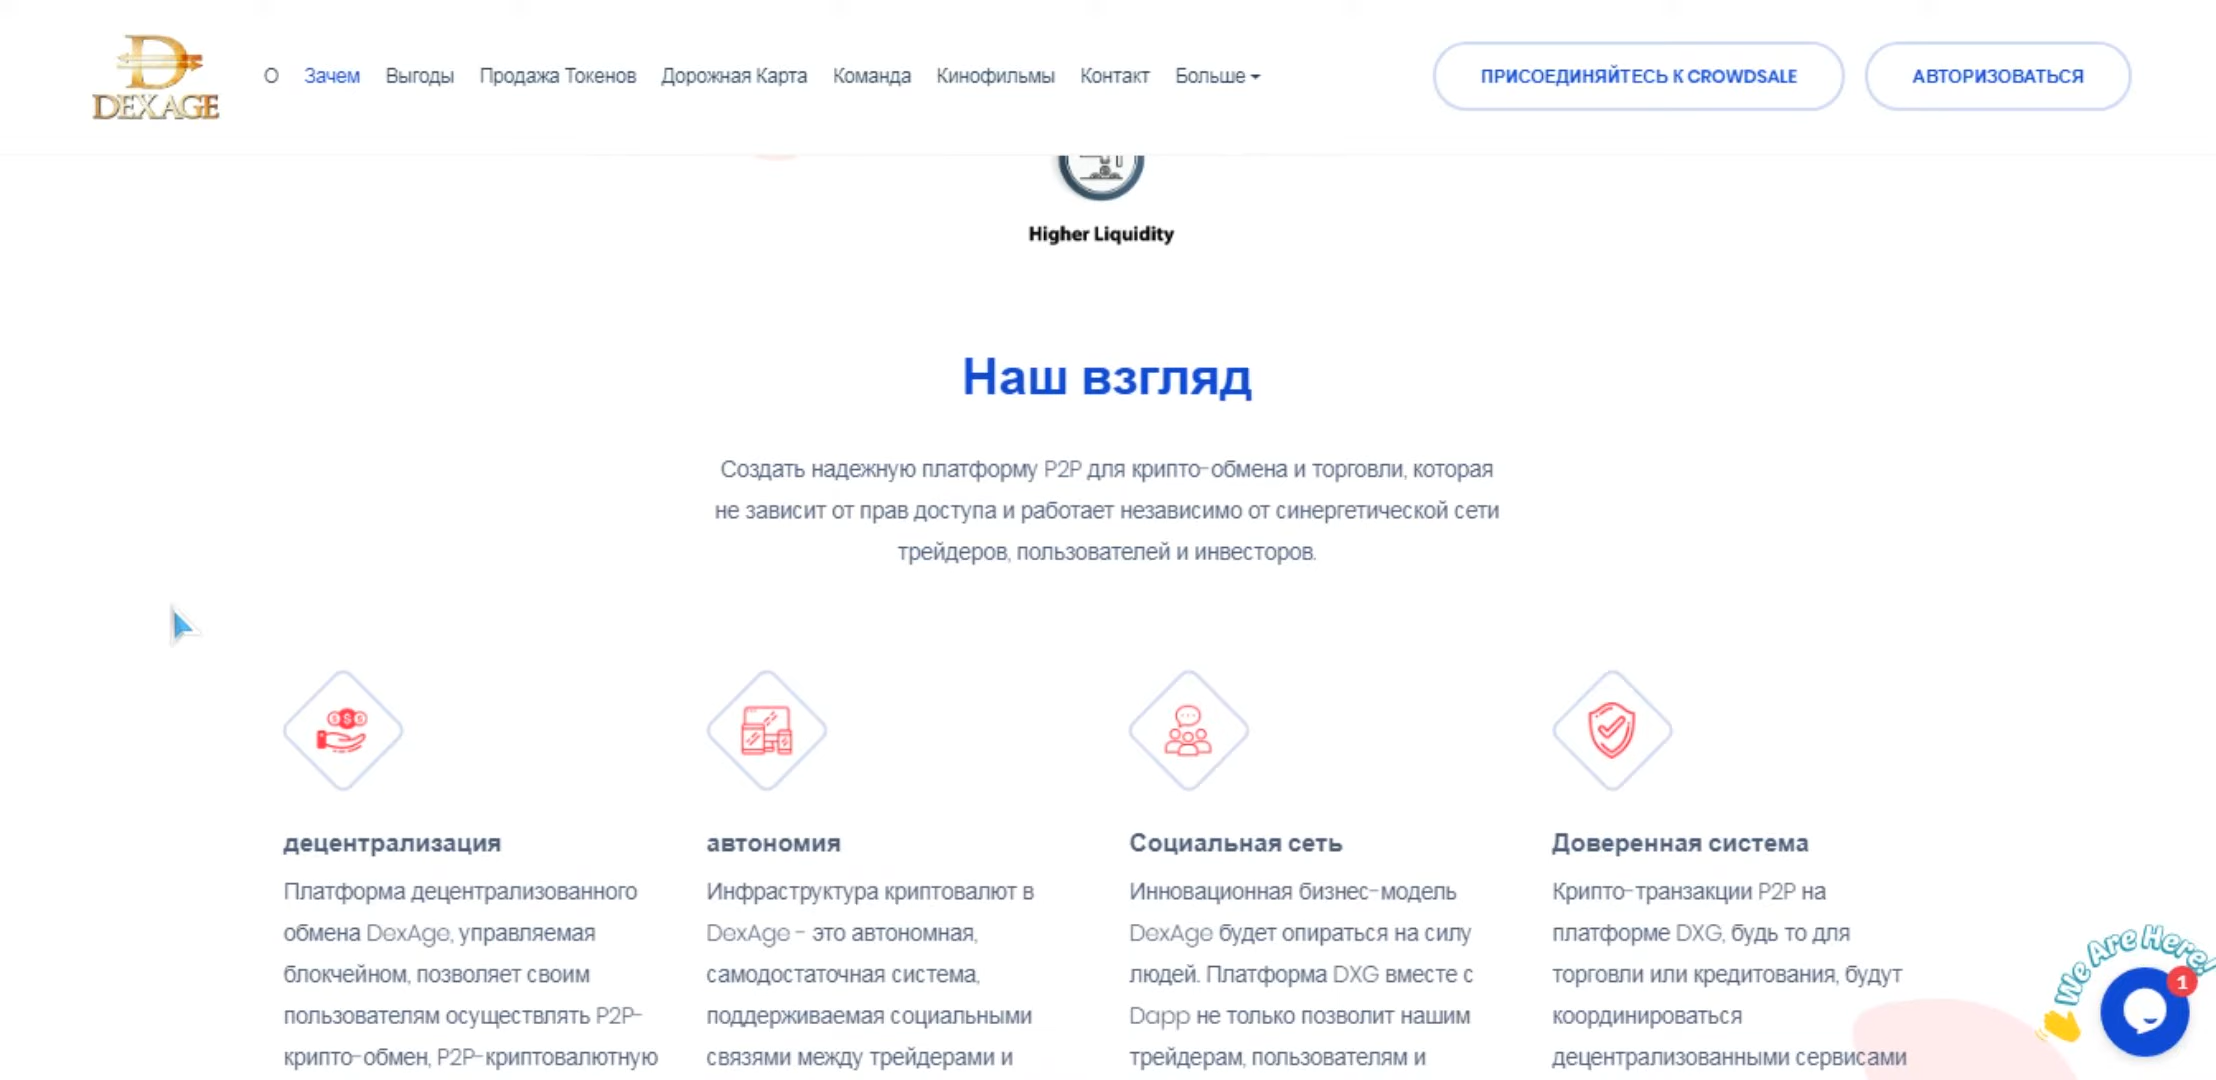 DEXAGE
О Зачем Выгоды Продажа Токенов Дорожная Карта Команда Кинофильмы Контакт Больше
ПРИСОЕДИНЯЙТЕСЬ К CROWDSALE
АВТОРИЗОВАТЬСЯ
Higher Liquidity
Наш взгляд
Создать надежную платформу P2P для крипто-обмена и торговли, которая
не зависит от прав доступа и работает независимо от синергетической сети
трейдеров, пользователей и инвесторов.
децентрализация
Платформа децентрализованного
обмена DexAge, управляемая
блокчейном, позволяет своим
пользователям осуществлять P2P-
крипто-обмен, P2P-криптовалютную
автономия
Инфраструктура криптовалют в
DexAge - это автономная,
самодостаточная система,
поддерживаемая социальными
связями между трейдерами и
Социальная сеть
Инновационная бизнес-модель
DexAge будет опираться на силу
людей. Платформа DXG вместе с
Dapp не только позволит нашим
трейдерам, пользователям и
Доверенная система
Крипто-транзакции P2P на
платформе DXG, будь то для
торговли или кредитования, будут
координироваться
децентрализованными сервисами
We Are Here!
1